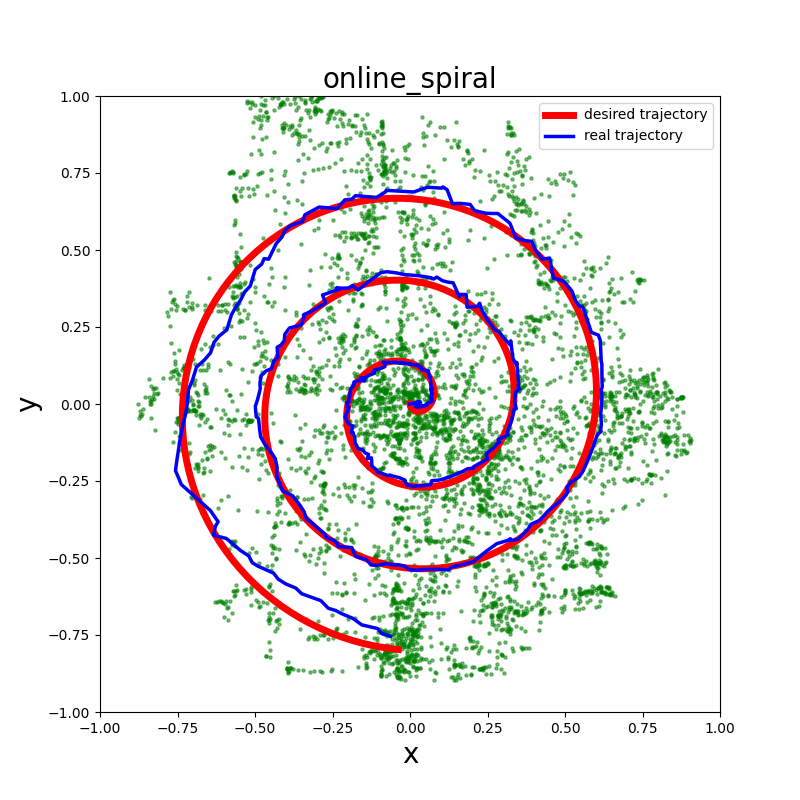 online_spiral
desired trajectory
real trajectory
1.00
0.75
0.50
0.25
0.00
−0.25
−0.50
−0.75
−1.00
y
−1.00 −0.75 −0.50 −0.25 0.00 0.25 0.50 0.75 1.00
x